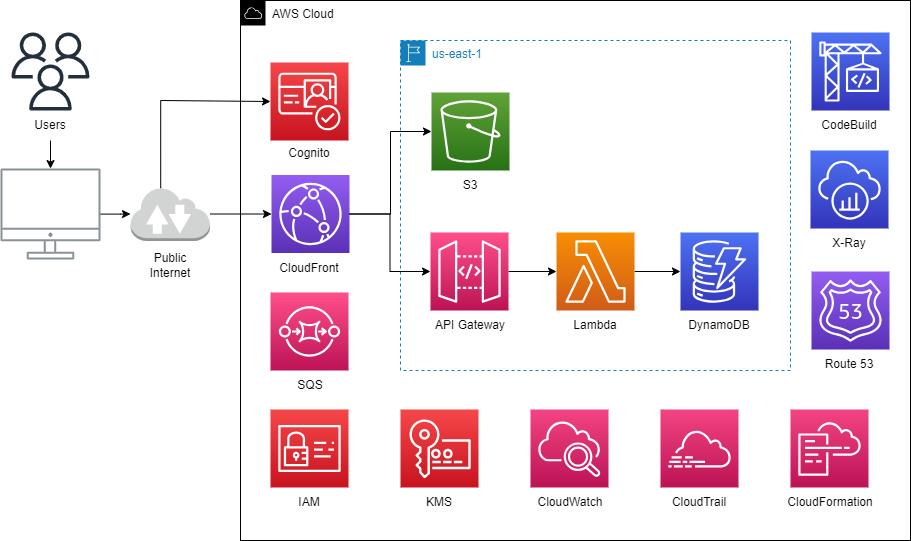 AWS Cloud
us-east-1
Users
Cognito
S3
CodeBuild
Public
Internet
CloudFront
X-Ray
API Gateway
Lambda
DynamoDB
53
Route 53
SQS
IAM
KMS
CloudWatch
CloudTrail
CloudFormation